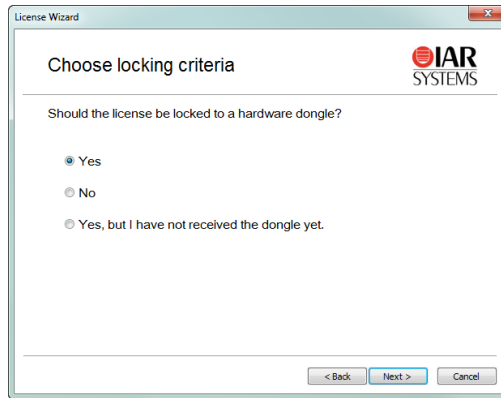 License Wizard
x
Choose locking criteria
IAR
SYSTEMS
Should the license be locked to a hardware dongle?
Yes
No
Yes, but I have not received the dongle yet.
< Back Next > Cancel